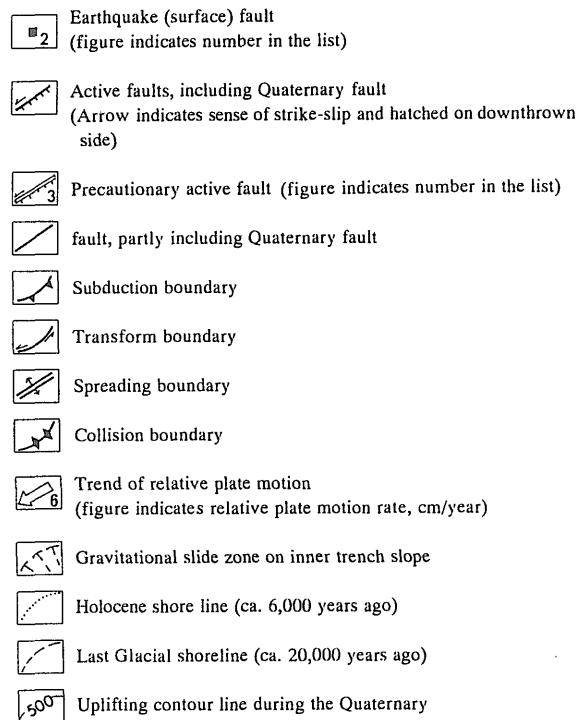 2
Earthquake (surface) fault
(figure indicates number in the list)
Active faults, including Quaternary fault
(Arrow indicates sense of strike-slip and hatched on downthrown
side)
3
Precautionary active fault (figure indicates number in the list)
fault, partly including Quaternary fault
Subduction boundary
Transform boundary
Spreading boundary
Collision boundary
6
Trend of relative plate motion
(figure indicates relative plate motion rate, cm/year)
Gravitational slide zone on inner trench slope
Holocene shore line (ca. 6,000 years ago)
Last Glacial shoreline (ca. 20,000 years ago)
500
Uplifting contour line during the Quaternary